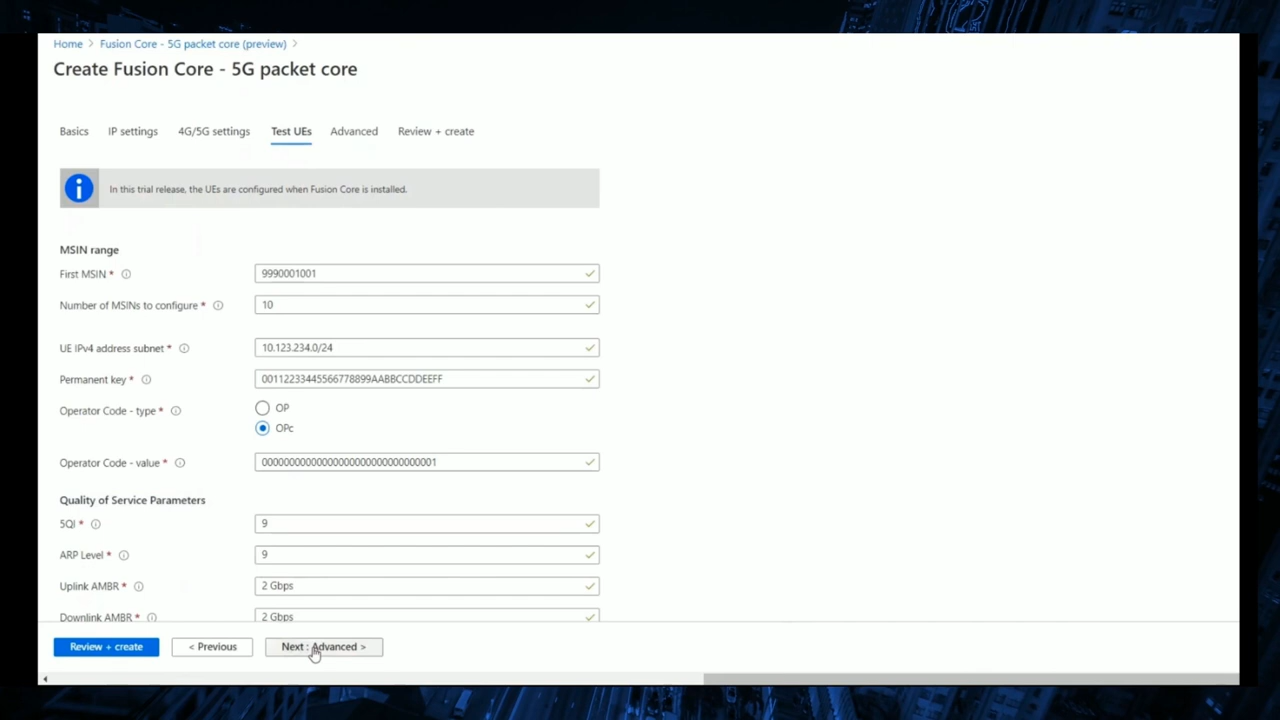 Home > Fusion Core - 5G packet core (preview) >
Create Fusion Core - 5G packet core
Basics IP settings 4G/5G settings Test UEs Advanced Review + create
In this trial release, the UEs are configured when Fusion Core is installed.
MSIN range
First MSIN * 9990001001
Number of MSINs to configure * 10
UE IPv4 address subnet * 10.123.234.0/24
Permanent key * 00112233445566778899AABBCCDDEEFF
Operator Code - type * OP
OPc
Operator Code - value * 00000000000000000000000000000001
Quality of Service Parameters
5QI * 9
ARP Level * 9
Uplink AMBR * 2 Gbps
Downlink AMBR * 2 Gbps
Review + create < Previous Next : Advanced >